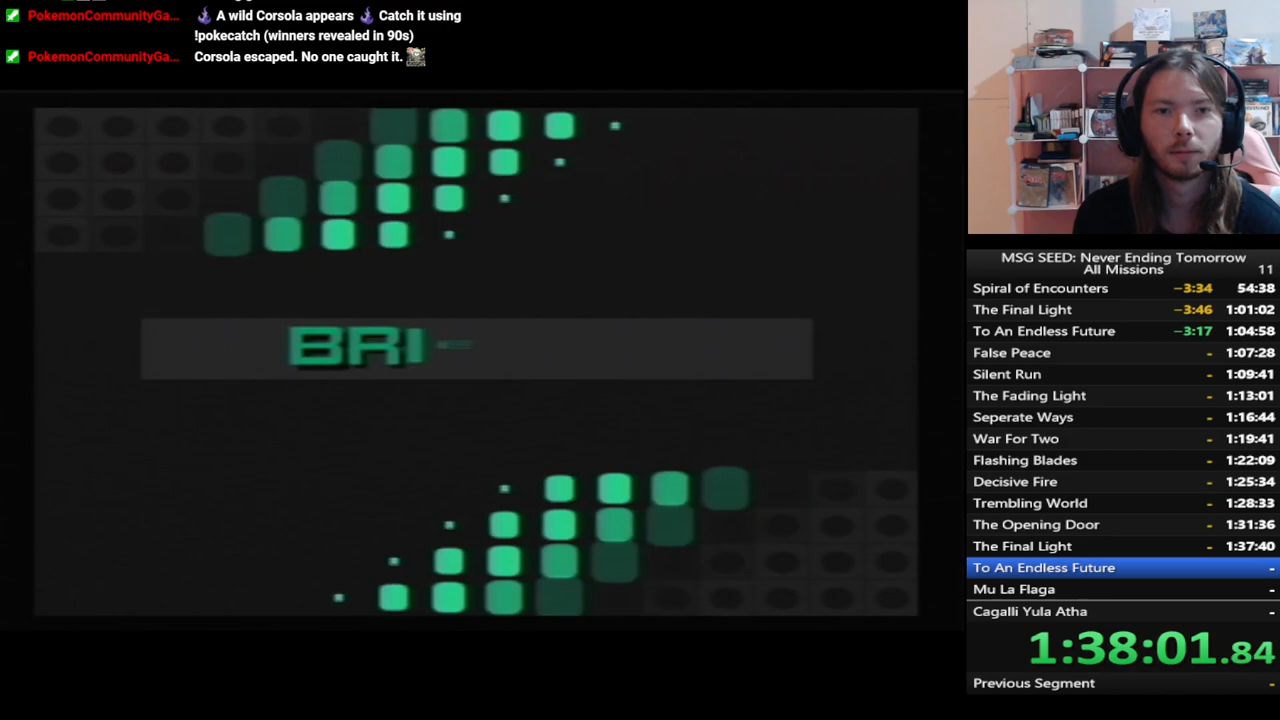 PokemonCommunityGa... A wild Corsola appears Catch it using
!pokecatch (winners revealed in 90s)
PokemonCommunityGa... Corsola escaped. No one caught it.
BRI
MSG SEED: Never Ending Tomorrow
All Missions 11
Spiral of Encounters −3:34 54:38
The Final Light −3:46 1:01:02
To An Endless Future −3:17 1:04:58
False Peace - 1:07:28
Silent Run - 1:09:41
The Fading Light - 1:13:01
Seperate Ways - 1:16:44
War For Two - 1:19:41
Flashing Blades - 1:22:09
Decisive Fire - 1:25:34
Trembling World - 1:28:33
The Opening Door - 1:31:36
The Final Light - 1:37:40
To An Endless Future -
Mu La Flaga -
Cagalli Yula Atha -
1:38:01.84
Previous Segment -